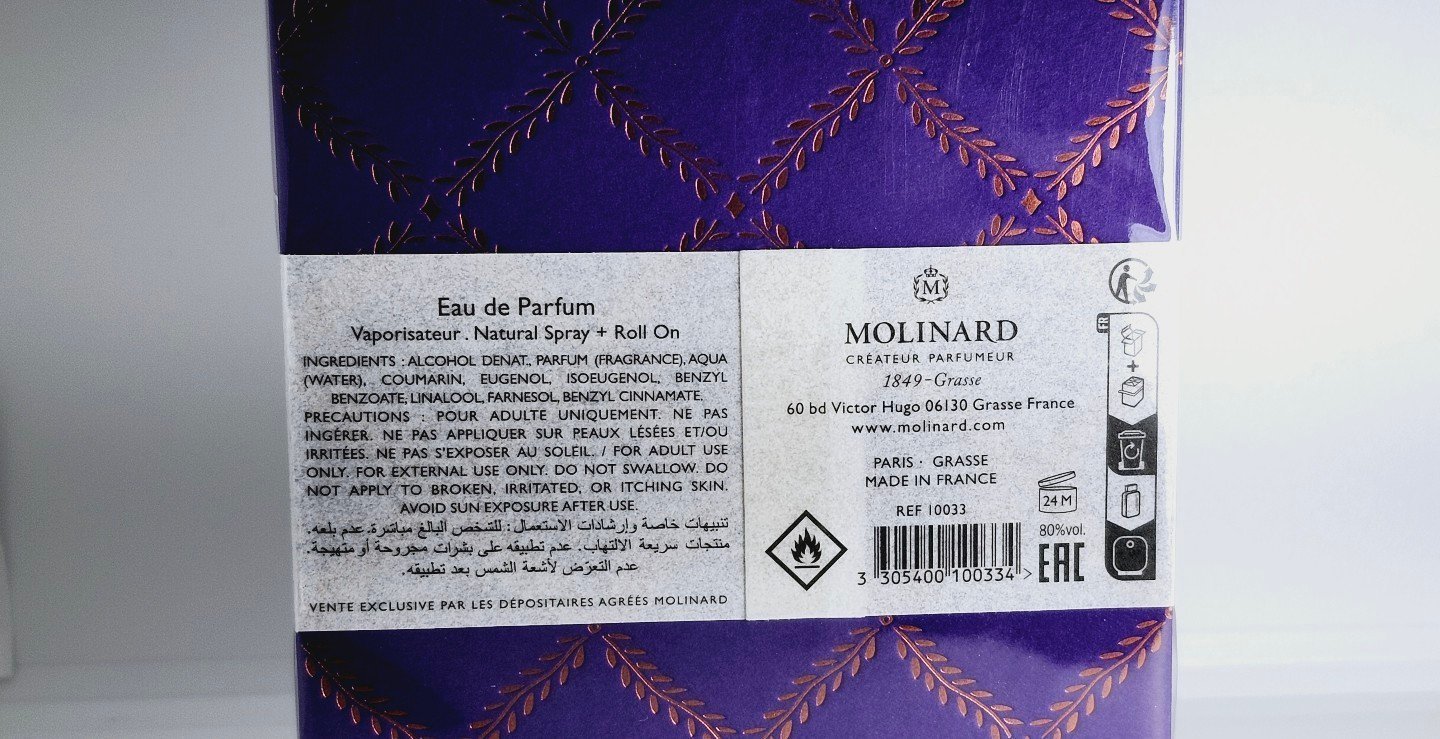 Eau de Parfum
Vaporisateur . Natural Spray + Roll On
INGREDIENTS : ALCOHOL DENAT., PARFUM (FRAGRANCE), AQUA
(WATER), COUMARIN, EUGENOL, ISOEUGENOL, BENZYL
BENZOATE, LINALOOL, FARNESOL, BENZYL CINNAMATE.
PRECAUTIONS : POUR ADULTE UNIQUEMENT. NE PAS
INGÉRER. NE PAS APPLIQUER SUR PEAUX LÉSÉES ET/OU
IRRITÉES. NE PAS S'EXPOSER AU SOLEIL. / FOR ADULT USE
ONLY. FOR EXTERNAL USE ONLY. DO NOT SWALLOW. DO
NOT APPLY TO BROKEN, IRRITATED, OR ITCHING SKIN.
AVOID SUN EXPOSURE AFTER USE.
تنبيهات خاصة وإرشادات الاستعمال: للشخص البالغ مباشرة. عدم بلعه.
منتجات سريعة الالتهاب. عدم تطبيقه على بشرات مجروحة أو متهيجة.
عدم التعرّض لأشعة الشمس بعد تطبيقه.
VENTE EXCLUSIVE PAR LES DÉPOSITAIRES AGRÉÉS MOLINARD
M
MOLINARD
CRÉATEUR PARFUMEUR
1849-Grasse
60 bd Victor Hugo 06130 Grasse France
www.molinard.com
PARIS · GRASSE
MADE IN FRANCE
REF 10033
3 305400 100334 >
24 M
80%vol.
EAC
FR
+